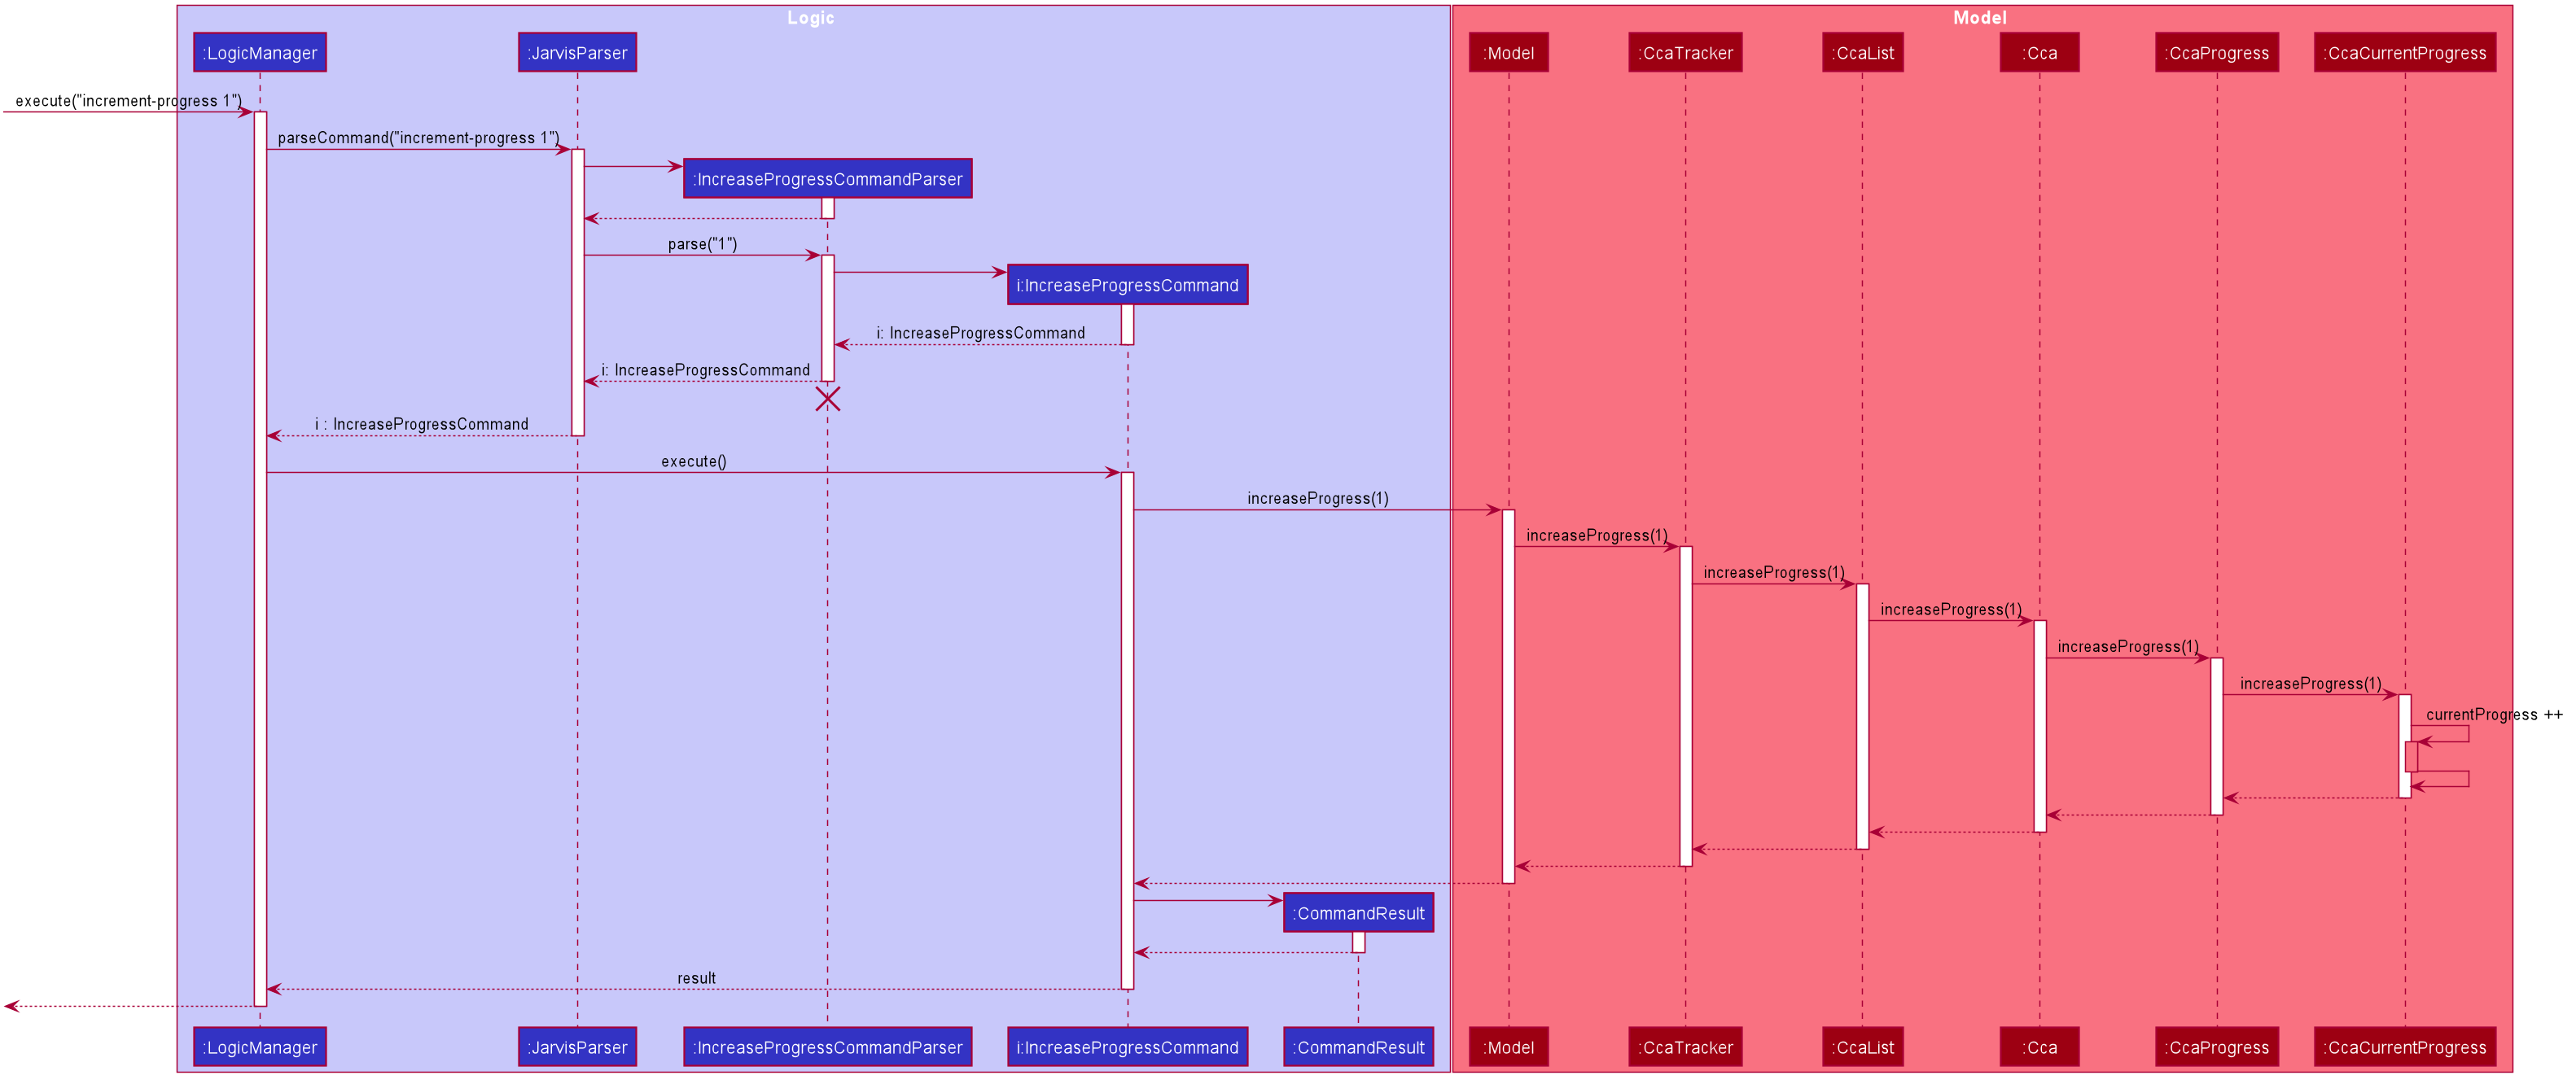 Logic
Model
:LogicManager
:JarvisParser
:Model
:CcaTracker
:CcaList
:Cca
:CcaProgress
:CcaCurrentProgress
execute("increment-progress 1")
parseCommand("increment-progress 1")
:IncreaseProgressCommandParser
parse("1")
i:IncreaseProgressCommand
i: IncreaseProgressCommand
i: IncreaseProgressCommand
i : IncreaseProgressCommand
execute()
increaseProgress(1)
increaseProgress(1)
increaseProgress(1)
increaseProgress(1)
increaseProgress(1)
increaseProgress(1)
currentProgress ++
:CommandResult
result
:LogicManager
:JarvisParser
:IncreaseProgressCommandParser
i:IncreaseProgressCommand
:CommandResult
:Model
:CcaTracker
:CcaList
:Cca
:CcaProgress
:CcaCurrentProgress